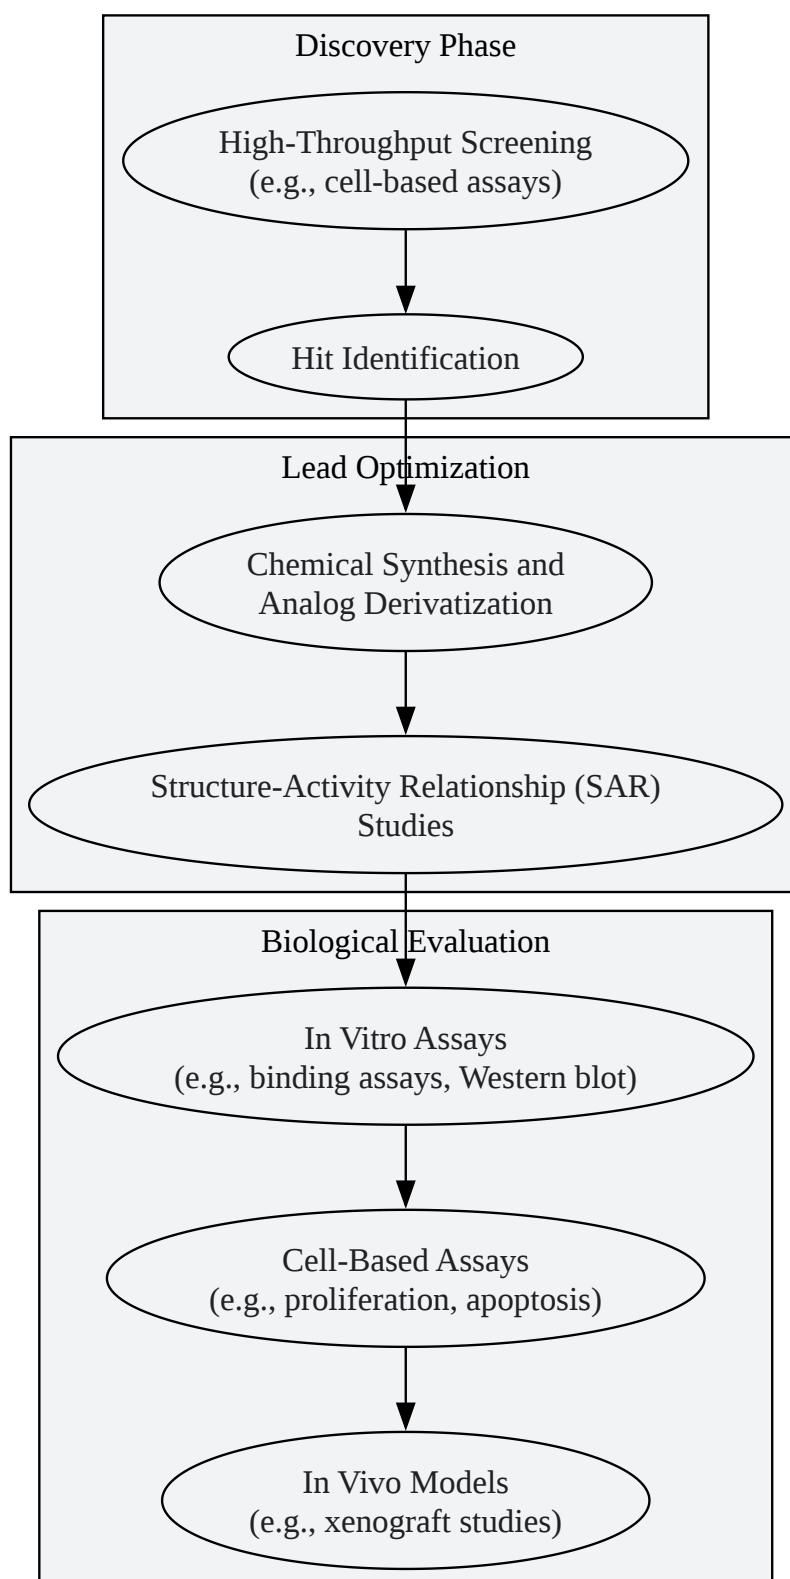 Discovery Phase
High-Throughput Screening
(e.g., cell-based assays)
Hit Identification
Lead Optimization
Chemical Synthesis and
Analog Derivatization
Structure-Activity Relationship (SAR)
Studies
Biological Evaluation
In Vitro Assays
(e.g., binding assays, Western blot)
Cell-Based Assays
(e.g., proliferation, apoptosis)
In Vivo Models
(e.g., xenograft studies)